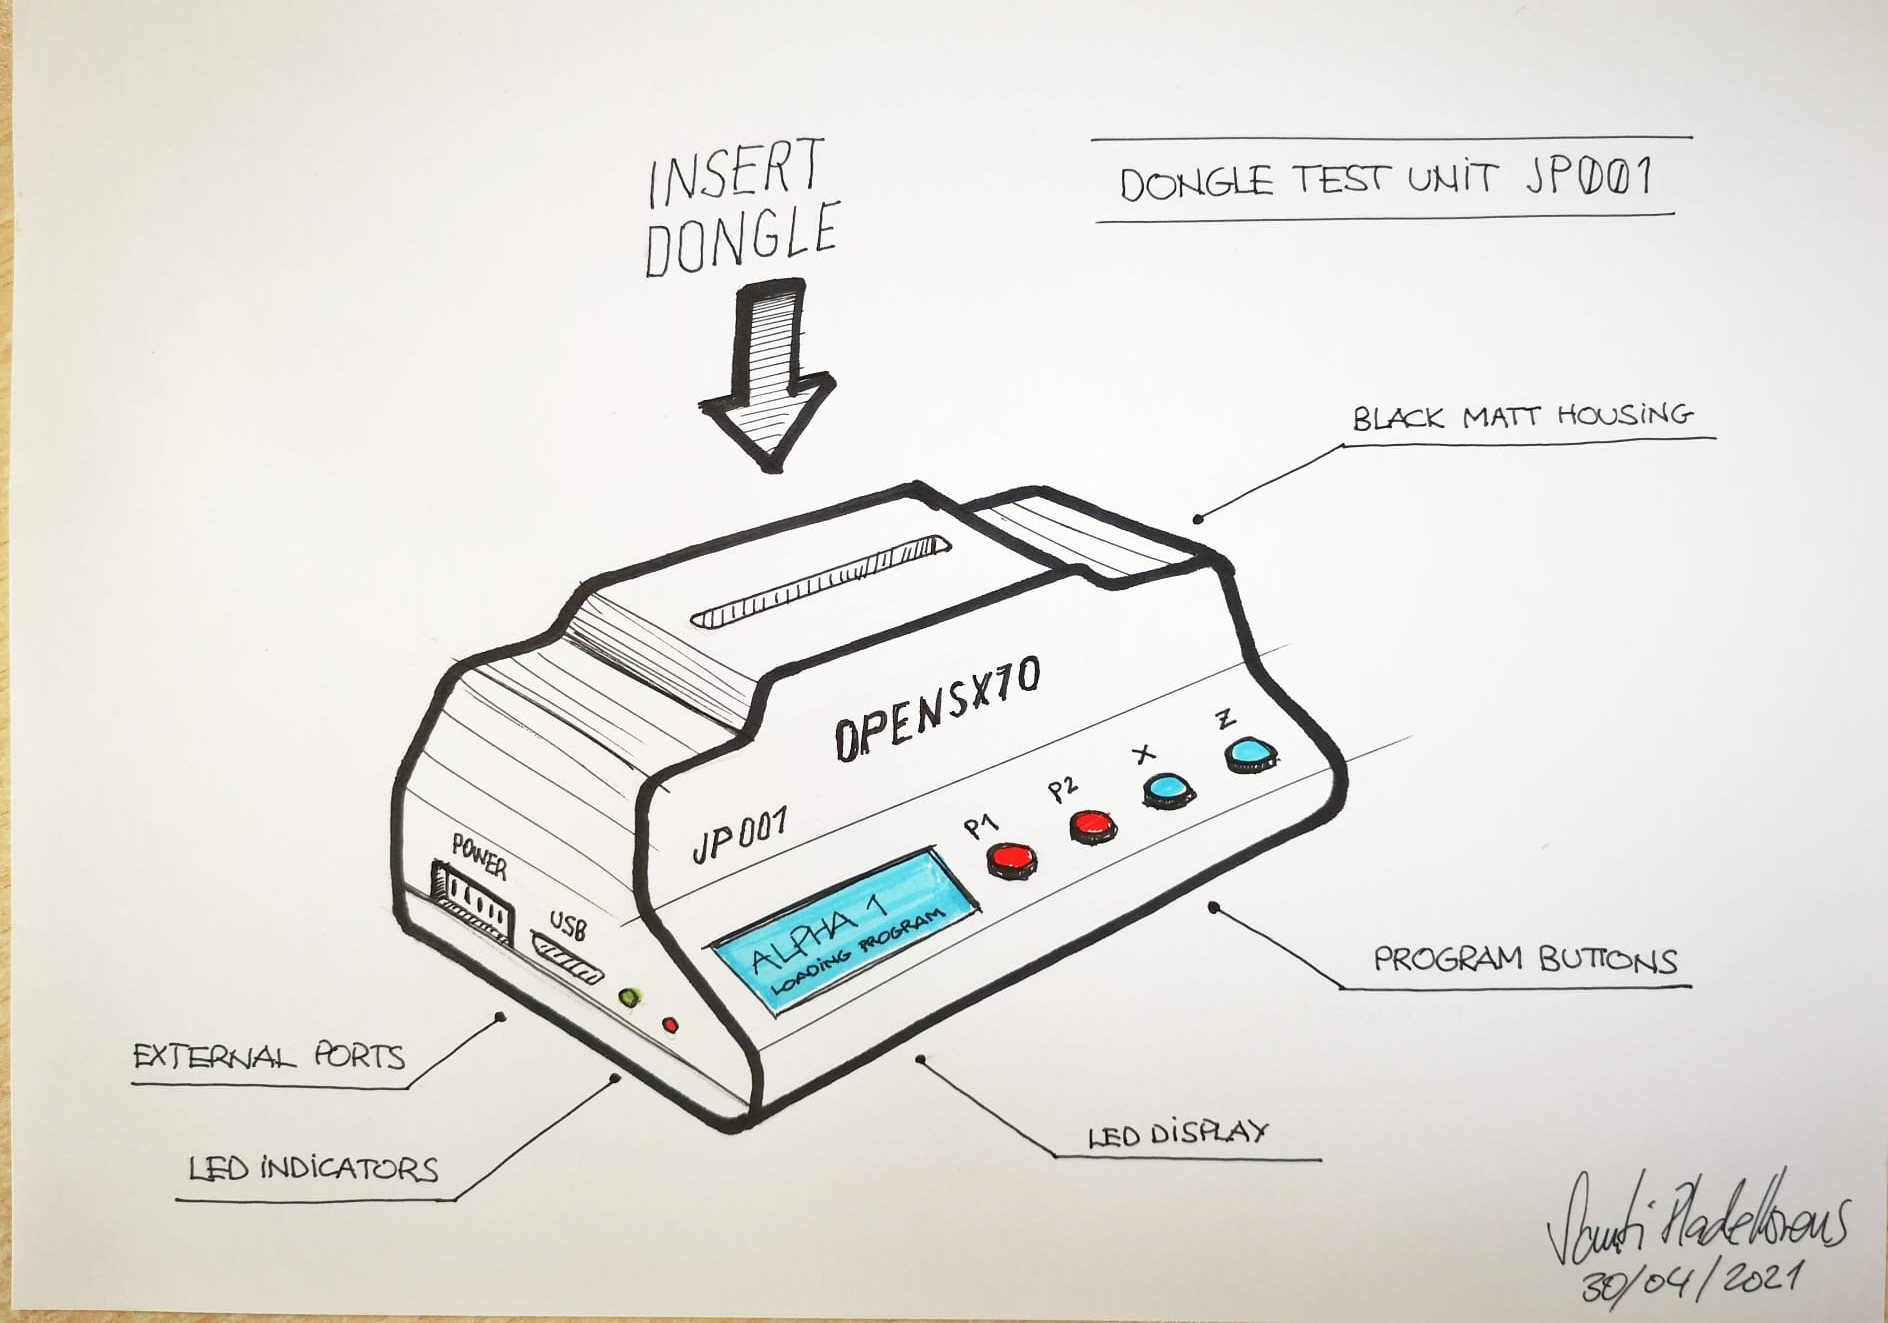 INSERT
DONGLE
DONGLE TEST UNIT JP001
BLACK MATT HOUSING
OPENSX70
JP001
P1
P2
X
Z
ALPHA 1
LOADING PROGRAM
POWER
USB
PROGRAM BUTTONS
EXTERNAL PORTS
LED INDICATORS
LED DISPLAY
Santi
30/04/2021